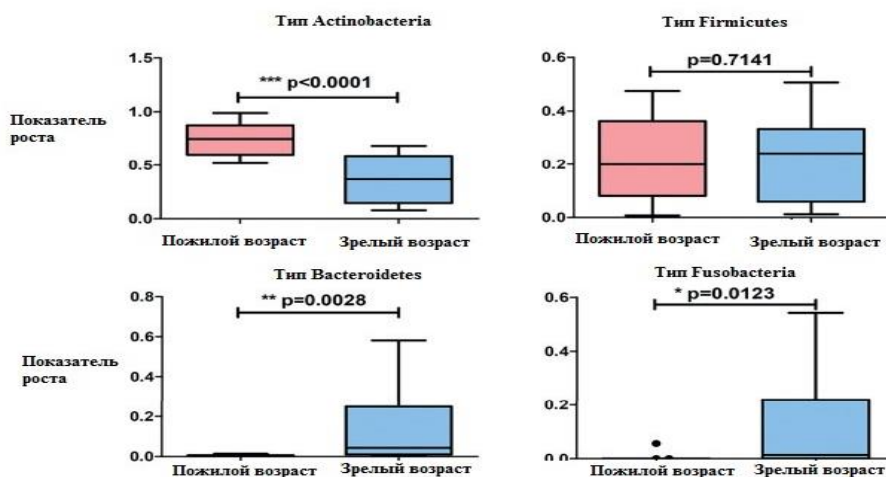 Тип Actinobacteria
Показатель
роста
1.5
1.0
0.5
0.0
*** p<0.0001
Пожилой возраст Зрелый возраст
Тип Firmicutes
0.6
0.4
0.2
0.0
p=0.7141
Пожилой возраст Зрелый возраст
Тип Bacteroidetes
Показатель
роста
0.8
0.6
0.4
0.2
0.0
** p=0.0028
Пожилой возраст Зрелый возраст
Тип Fusobacteria
0.6
0.4
0.2
0.0
* p=0.0123
Пожилой возраст Зрелый возраст